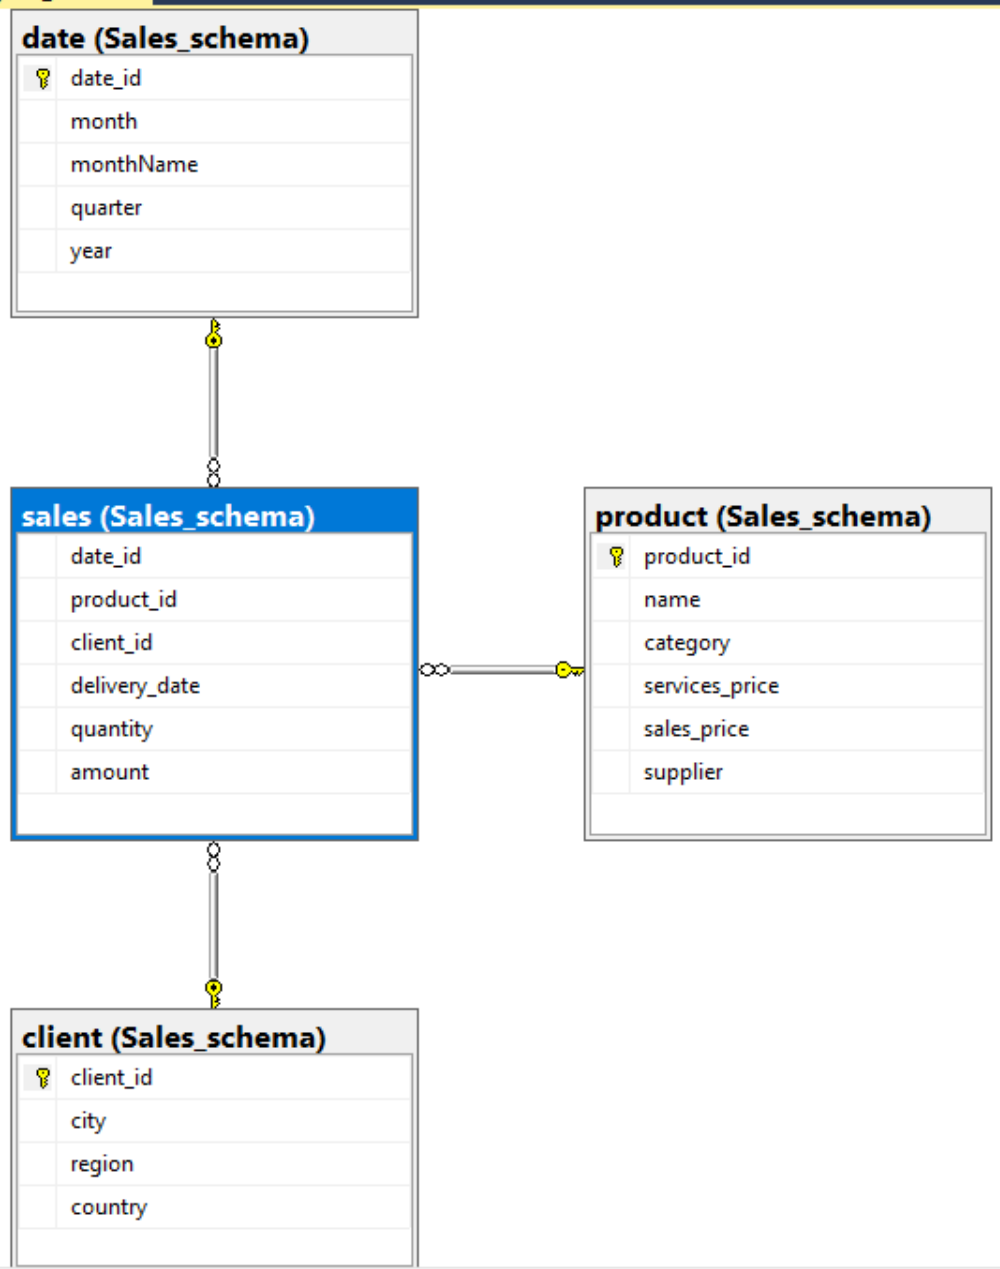 date (Sales_schema)
date_id
month
monthName
quarter
year
sales (Sales_schema)
date_id
product_id
client_id
delivery_date
quantity
amount
product (Sales_schema)
product_id
name
category
services_price
sales_price
supplier
client (Sales_schema)
client_id
city
region
country